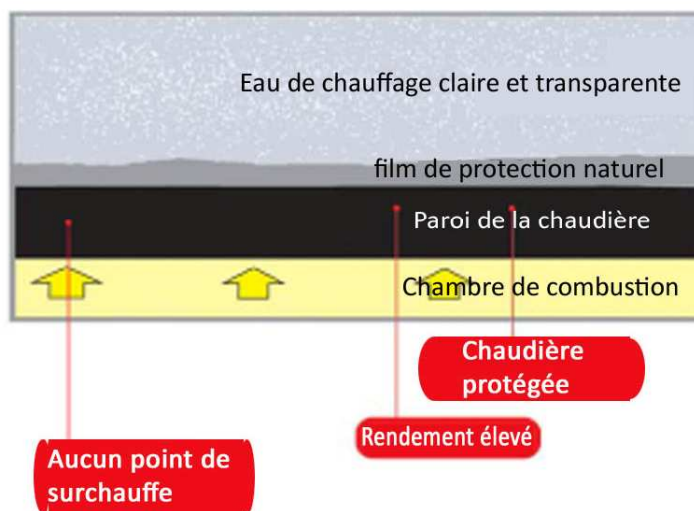 Eau de chauffage claire et transparente
film de protection naturel
Paroi de la chaudière
Chambre de combustion
Chaudière
protégée
Rendement élevé
Aucun point de
surchauffe